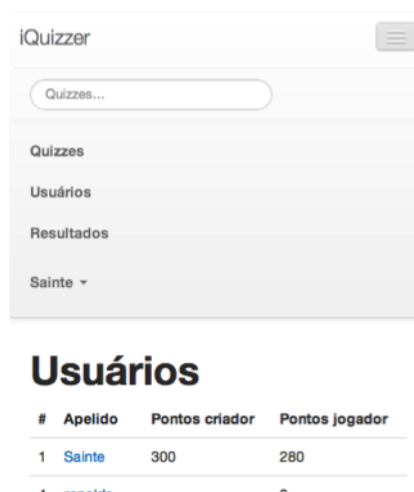 iQuizzer
Quizzes...
Quizzes
Usuários
Resultados
Sainte
Usuários
# Apelido Pontos criador Pontos jogador
1 Sainte 300 280